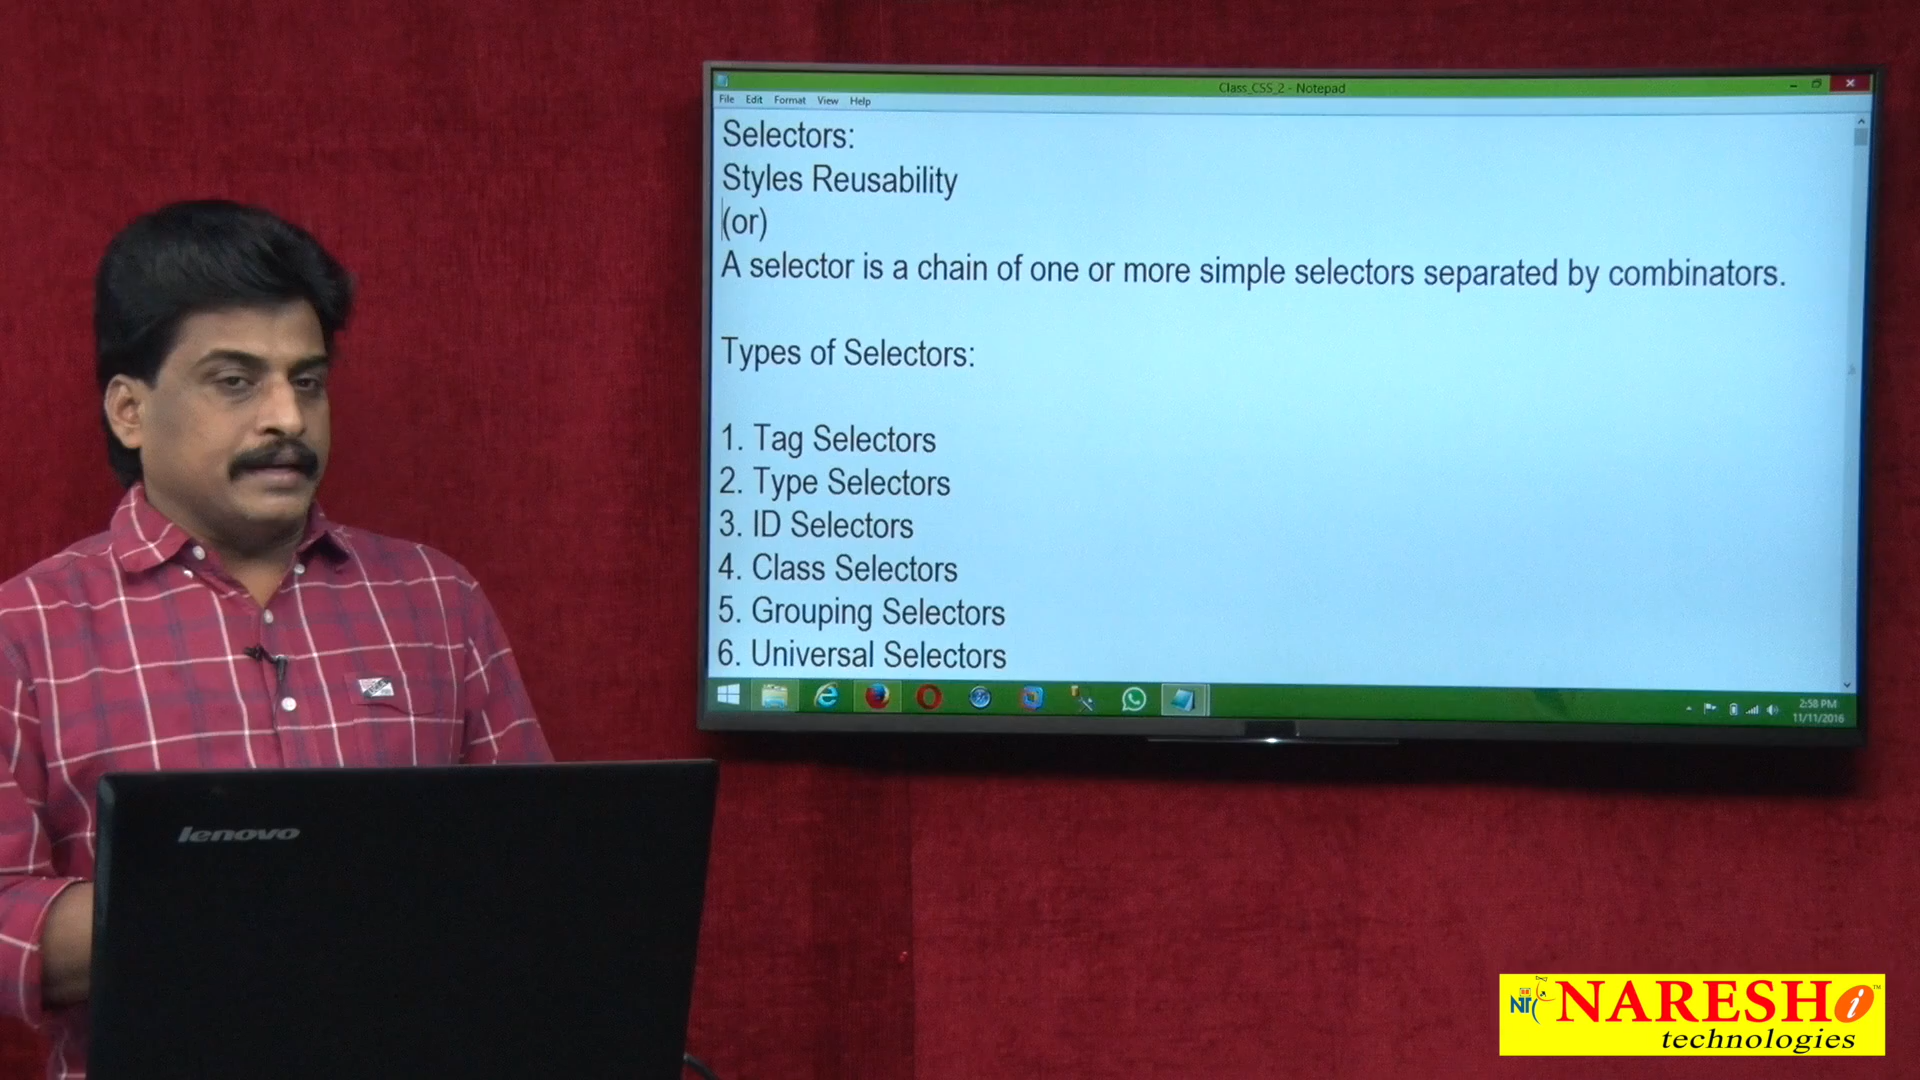 Class_CSS_2 - Notepad
File Edit Format View Help
Selectors:
Styles Reusability
(or)
A selector is a chain of one or more simple selectors separated by combinators.
Types of Selectors:
1. Tag Selectors
2. Type Selectors
3. ID Selectors
4. Class Selectors
5. Grouping Selectors
6. Universal Selectors
2:58 PM
11/11/2016
lenovo
NARESH i ™
technologies